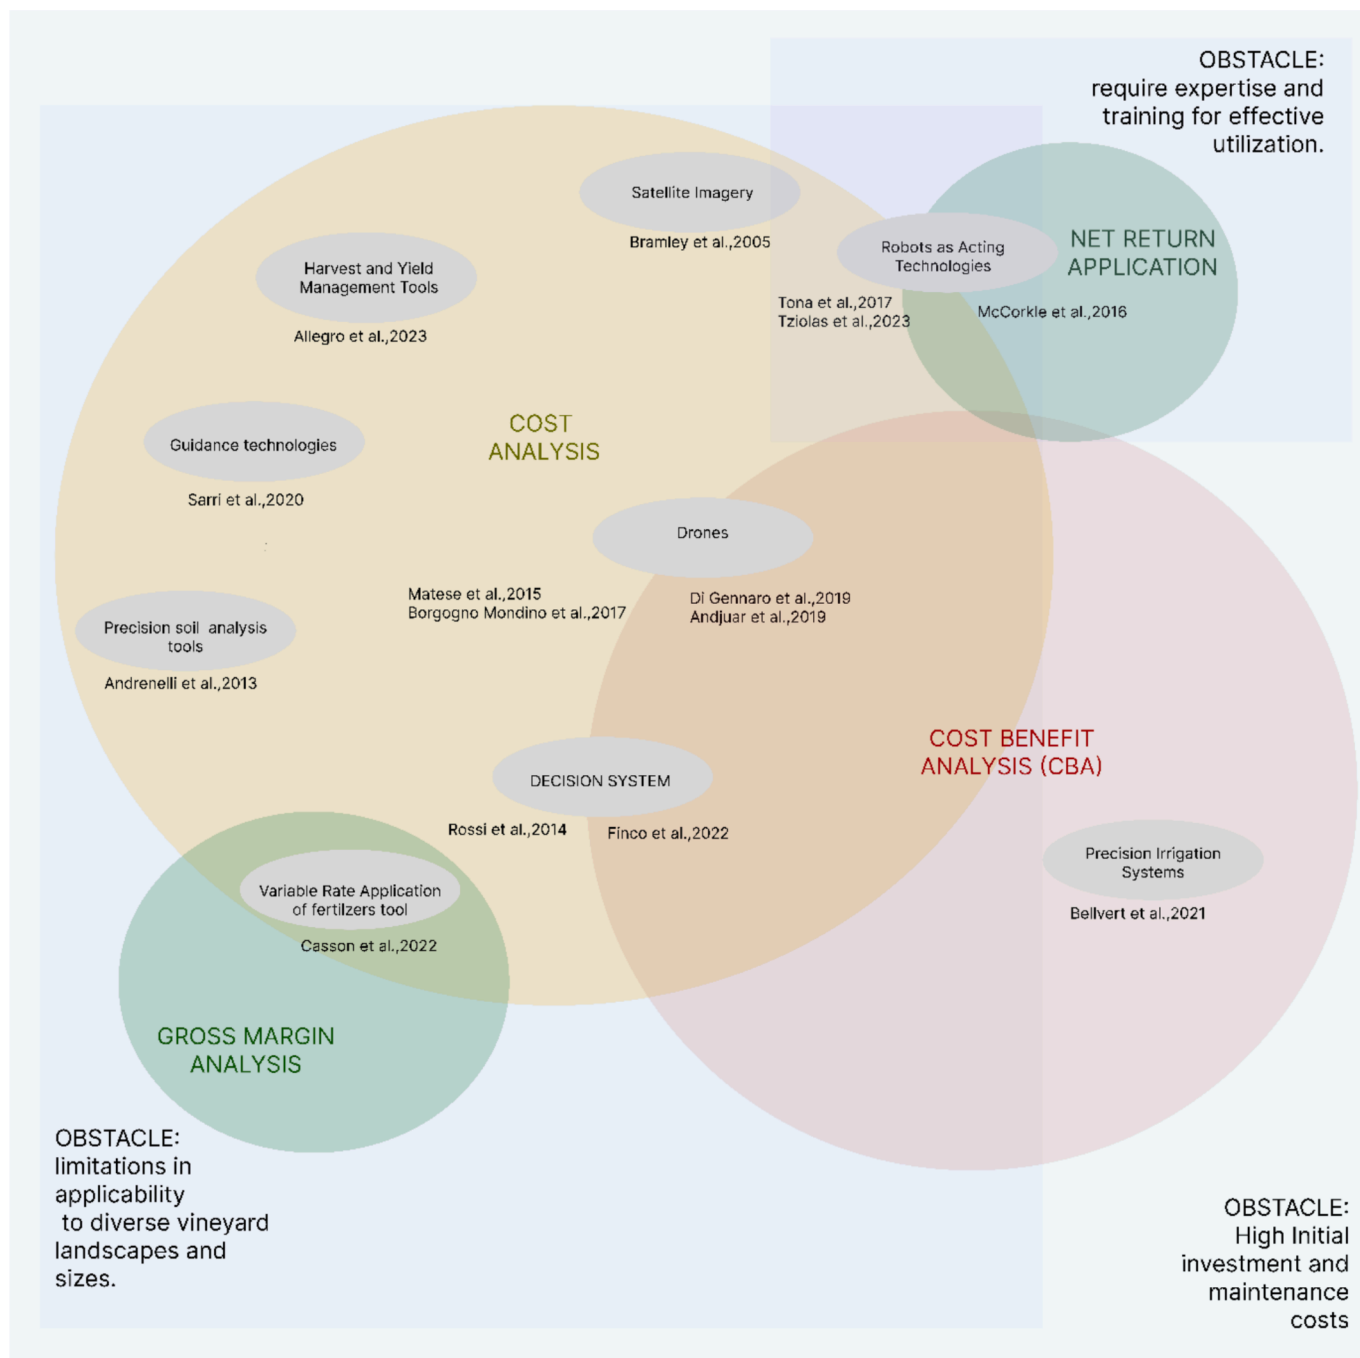 OBSTACLE:
require expertise and
training for effective
utilization.
Satellite Imagery
Bramley et al.,2005
Robots as Acting
Technologies
NET RETURN
APPLICATION
Harvest and Yield
Management Tools
Allegro et al.,2023
Tona et al.,2017
Tziolas et al.,2023
McCorkle et al.,2016
COST
ANALYSIS
Guidance technologies
Sarri et al.,2020
Drones
Matese et al.,2015
Borgogno Mondino et al.,2017
Di Gennaro et al.,2019
Andjuar et al.,2019
Precision soil analysis
tools
Andrenelli et al.,2013
COST BENEFIT
ANALYSIS (CBA)
DECISION SYSTEM
Rossi et al.,2014
Finco et al.,2022
Precision Irrigation
Systems
Bellvert et al.,2021
Variable Rate Application
of fertilzers tool
Casson et al.,2022
GROSS MARGIN
ANALYSIS
OBSTACLE:
limitations in
applicability
to diverse vineyard
landscapes and
sizes.
OBSTACLE:
High Initial
investment and
maintenance
costs